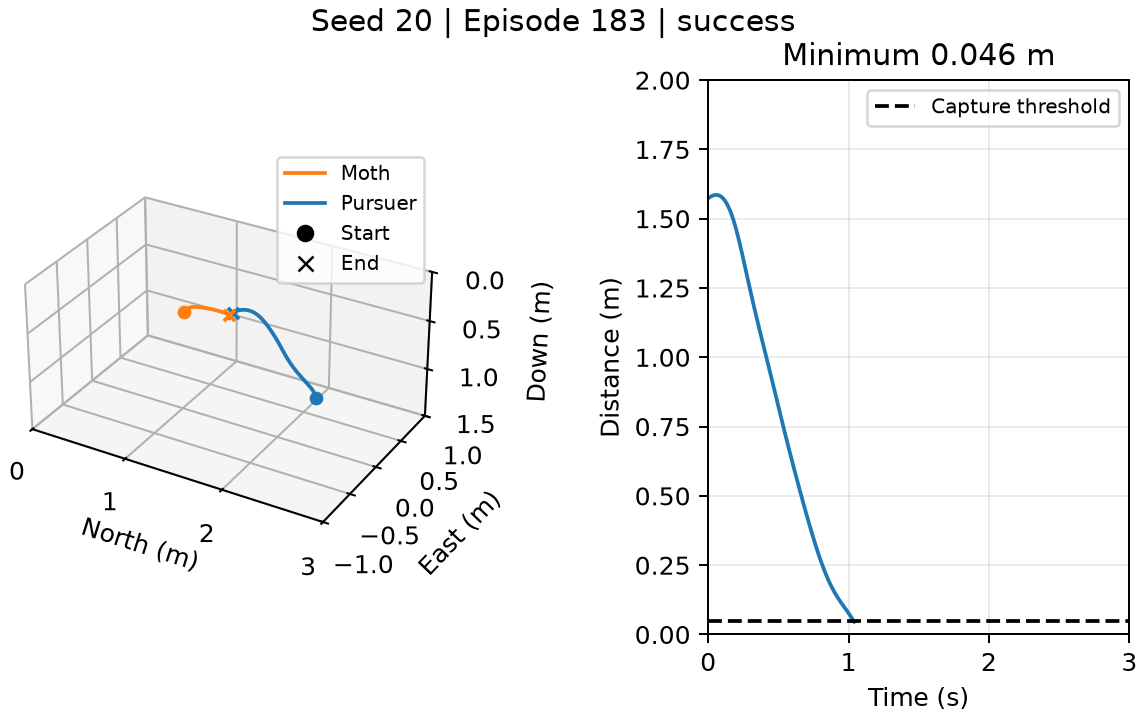 Seed 20 | Episode 183 | success
Moth
Pursuer
Start
End
0.0
0.5
1.0
1.5
Down (m)
0
1
2
3
North (m)
−1.0
−0.5
0.0
0.5
1.0
East (m)
Minimum 0.046 m
Capture threshold
2.00
1.75
1.50
1.25
1.00
0.75
0.50
0.25
0.00
Distance (m)
0
1
2
3
Time (s)